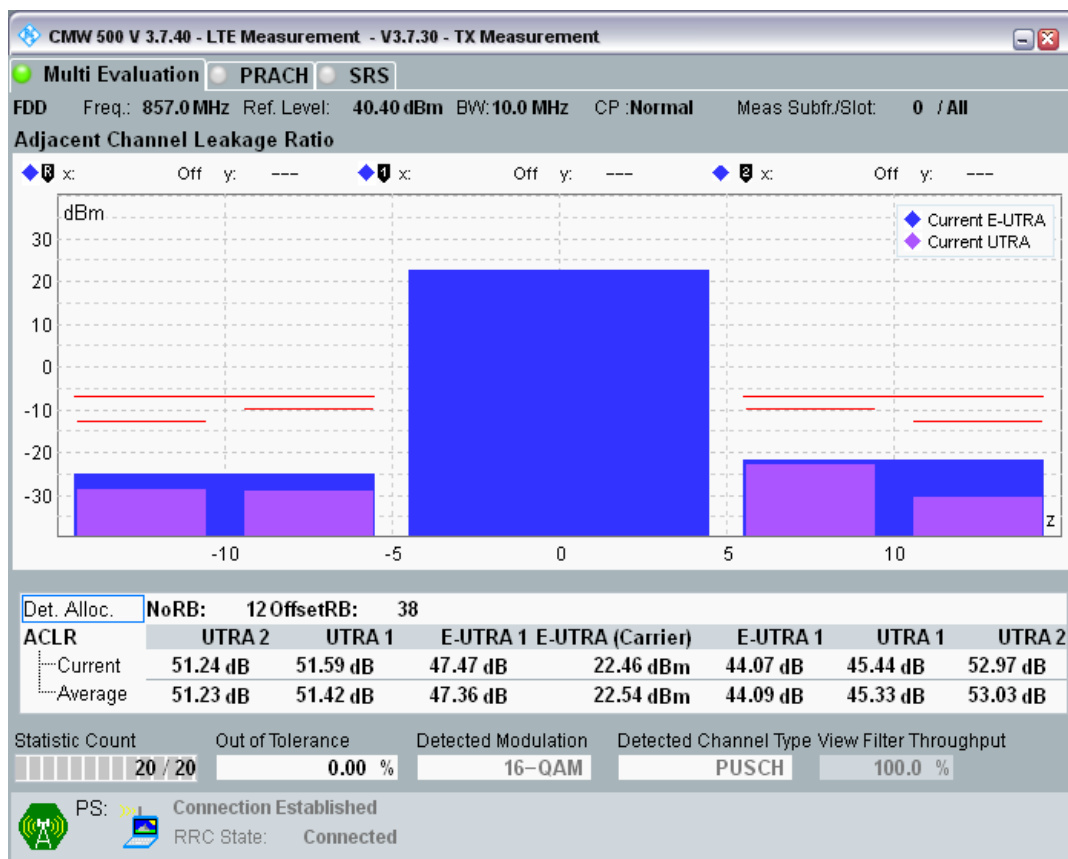 CMW 500 V 3.7.40 - LTE Measurement - V3.7.30 - TX Measurement
Multi Evaluation PRACH SRS
FDD Freq.: 857.0 MHz Ref. Level: 40.40 dBm BW: 10.0 MHz CP :Normal Meas Subfr./Slot: 0 / All
Adjacent Channel Leakage Ratio
R x: Off y: --- 1 x: Off y: --- 2 x: Off y: ---
dBm
Current E-UTRA
Current UTRA
30
20
10
0
-10
-20
-30
z
-10 -5 0 5 10
Det. Alloc. NoRB: 12 OffsetRB: 38
ACLR UTRA 2 UTRA 1 E-UTRA 1 E-UTRA (Carrier) E-UTRA 1 UTRA 1 UTRA 2
Current 51.24 dB 51.59 dB 47.47 dB 22.46 dBm 44.07 dB 45.44 dB 52.97 dB
Average 51.23 dB 51.42 dB 47.36 dB 22.54 dBm 44.09 dB 45.33 dB 53.03 dB
Statistic Count Out of Tolerance Detected Modulation Detected Channel Type View Filter Throughput
20 / 20 0.00 % 16-QAM PUSCH 100.0 %
PS: Connection Established
RRC State: Connected